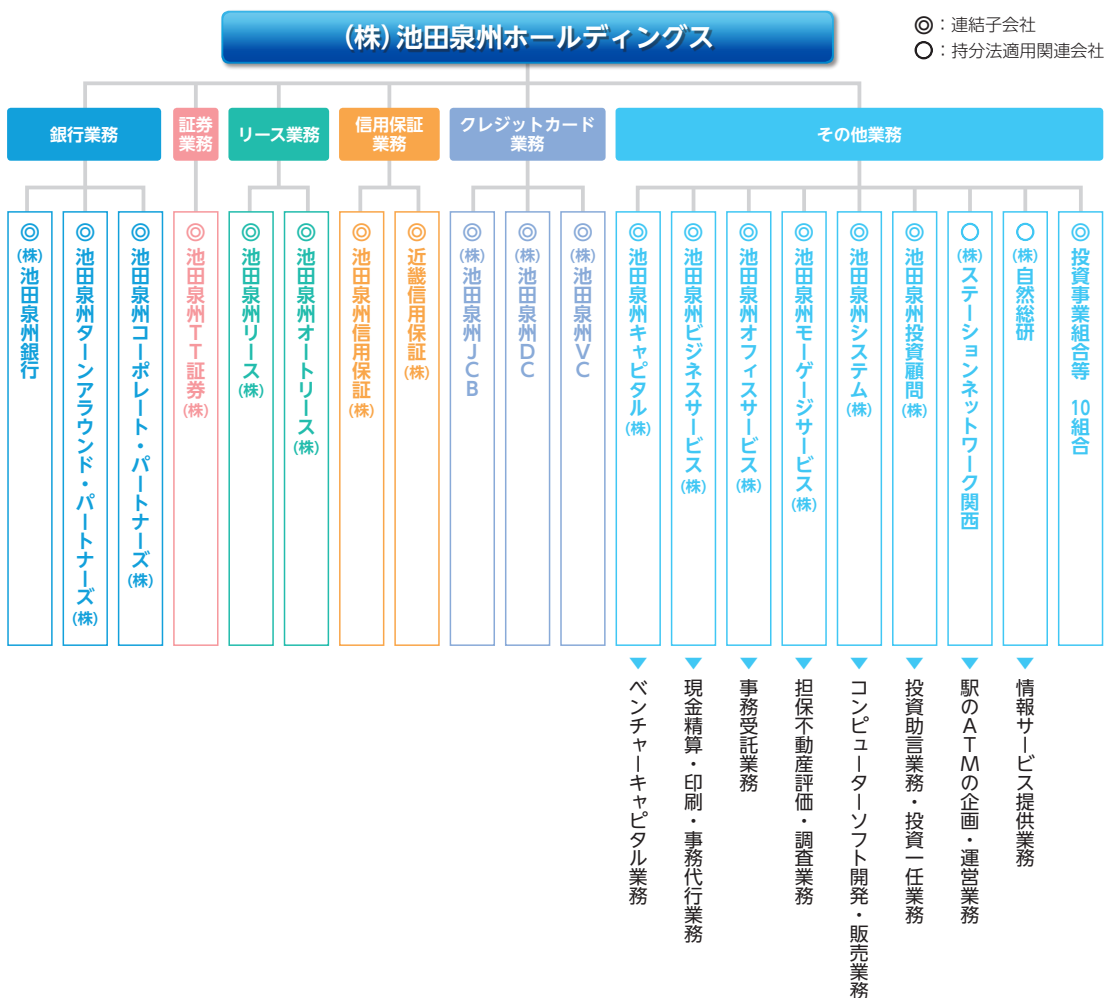 (株)池田泉州ホールディングス
◎：連結子会社
○：持分法適用関連会社
銀行業務
証券
業務
リース業務
信用保証
業務
クレジットカード
業務
その他業務
◎(株)池田泉州銀行
◎池田泉州ターンアラウンド・パートナーズ(株)
◎池田泉州コーポレート・パートナーズ(株)
◎池田泉州TT証券(株)
◎池田泉州リース(株)
◎池田泉州オートリース(株)
◎池田泉州信用保証(株)
◎近畿信用保証(株)
◎(株)池田泉州JCB
◎(株)池田泉州DC
◎(株)池田泉州VC
◎池田泉州キャピタル(株)
◎池田泉州ビジネスサービス(株)
◎池田泉州オフィスサービス(株)
◎池田泉州モーゲージサービス(株)
◎池田泉州システム(株)
◎池田泉州投資顧問(株)
○(株)ステーションネットワーク関西
○(株)自然総研
◎投資事業組合等 10組合
ベンチャーキャピタル業務
現金精算・印刷・事務代行業務
事務受託業務
担保不動産評価・調査業務
コンピューターソフト開発・販売業務
投資助言業務・投資一任業務
駅のATMの企画・運営業務
情報サービス提供業務